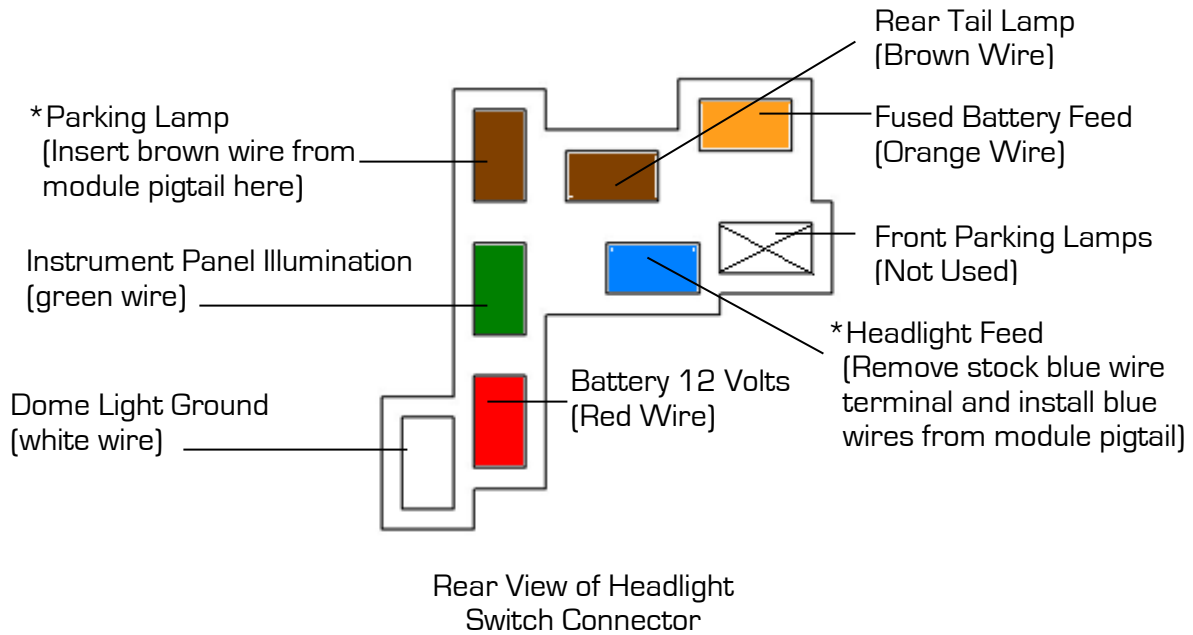 Rear Tail Lamp
(Brown Wire)
*Parking Lamp
(Insert brown wire from
module pigtail here)
Fused Battery Feed
(Orange Wire)
Instrument Panel Illumination
(green wire)
Front Parking Lamps
(Not Used)
*Headlight Feed
(Remove stock blue wire
terminal and install blue
wires from module pigtail)
Battery 12 Volts
(Red Wire)
Dome Light Ground
(white wire)
Rear View of Headlight
Switch Connector